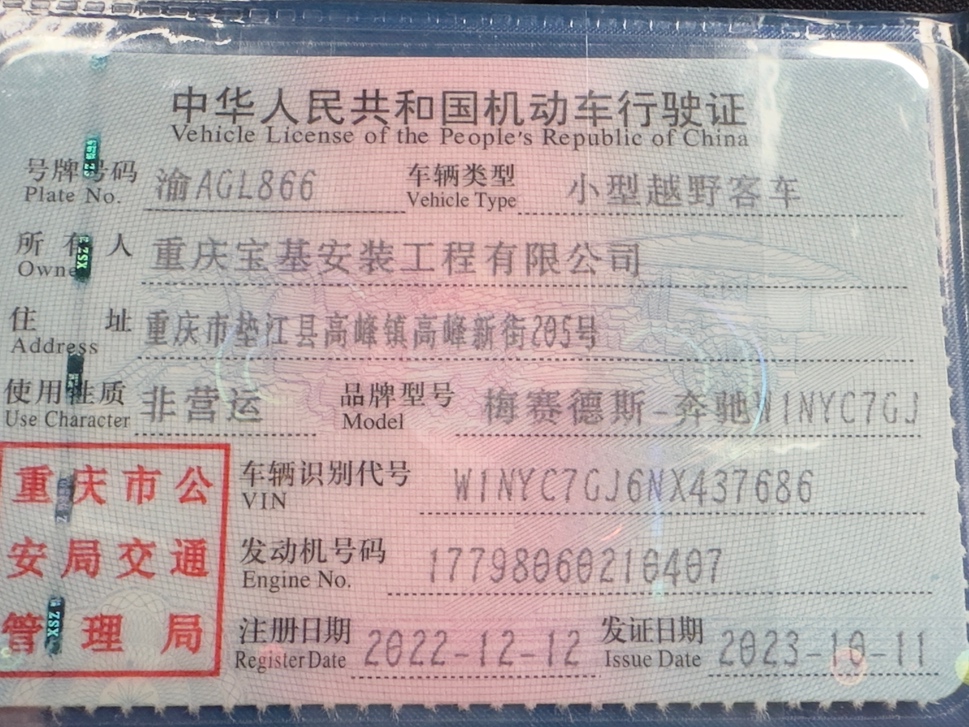 中华人民共和国机动车行驶证
Vehicle License of the People's Republic of China
号牌号码 渝AGL866 车辆类型 小型越野客车
Plate No. Vehicle Type
所有人 重庆宝基安装工程有限公司
Owner
住址 重庆市垫江县高峰镇高峰新街205号
Address
使用性质 非营运 品牌型号 梅赛德斯-奔驰W1NYC7GJ
Use Character Model
车辆识别代号 W1NYC7GJ6NX437686
VIN
发动机号码 17798060216407
Engine No.
注册日期 2022-12-12 发证日期 2023-10-11
Register Date Issue Date
重庆市公
安局交通
管理局